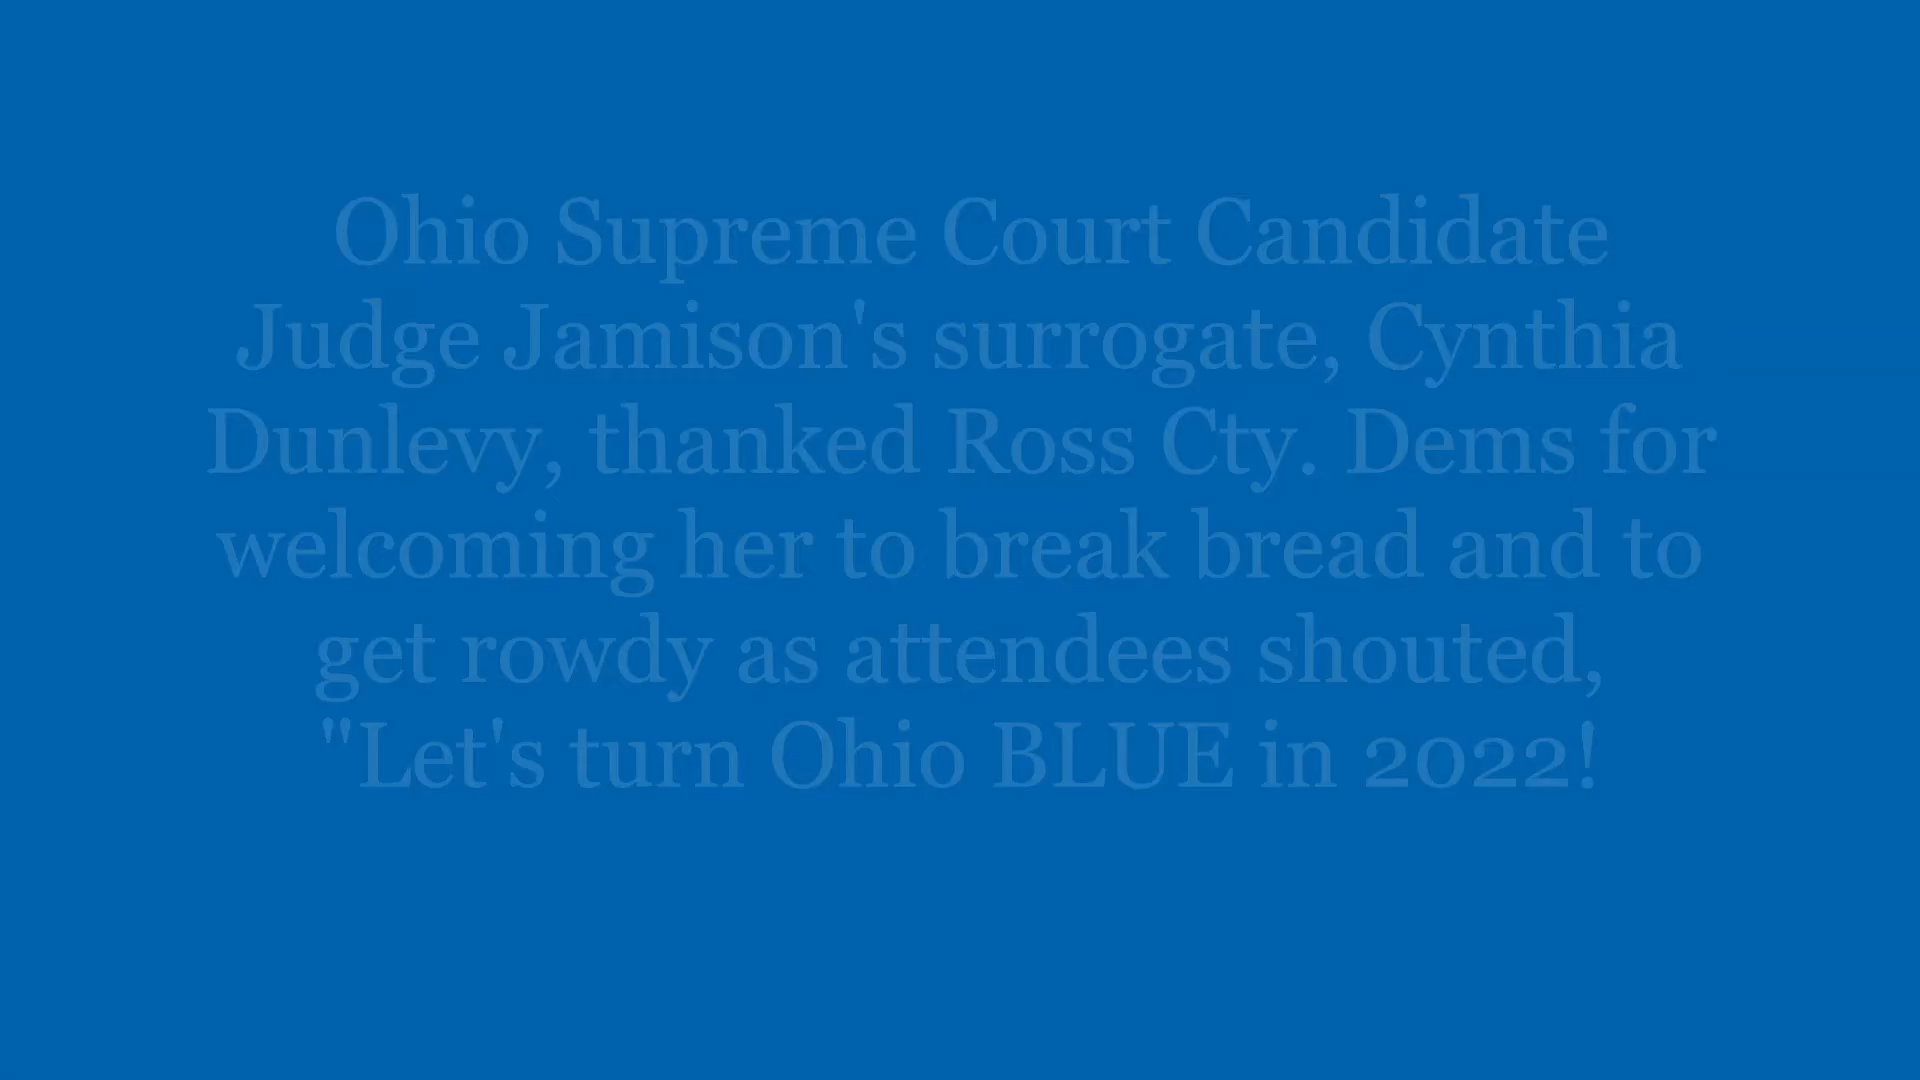 Ohio Supreme Court Candidate
Judge Jamison's surrogate, Cynthia
Dunlevy, thanked Ross Cty. Dems for
welcoming her to break bread and to
get rowdy as attendees shouted,
"Let's turn Ohio BLUE in 2022!